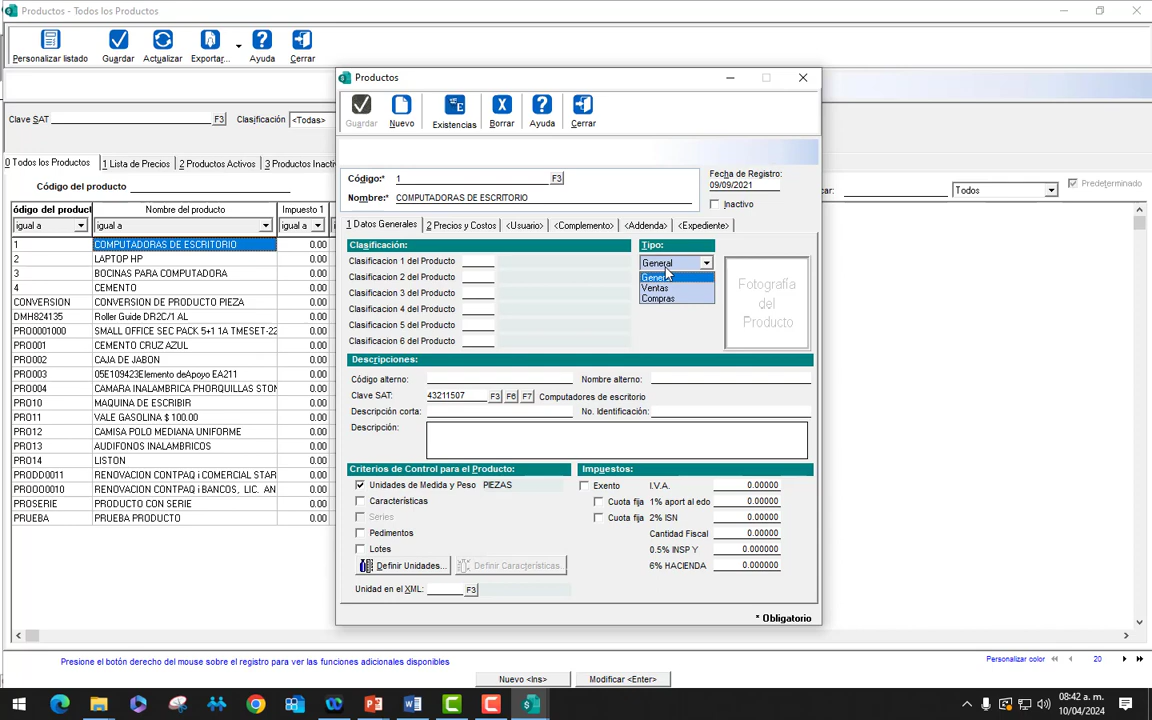 Productos - Todos los Productos
Personalizar listado Guardar Actualizar Exportar... Ayuda Cerrar
Clave SAT F3 Clasificación <Todas>
0 Todos los Productos 1 Lista de Precios 2 Productos Activos 3 Productos Inacti
Código del producto
car: Todos Predeterminado
ódigo del product Nombre del producto Impuesto 1
igual a igual a igual a
1 COMPUTADORAS DE ESCRITORIO 0.00
2 LAPTOP HP 0.00
3 BOCINAS PARA COMPUTADORA 0.00
4 CEMENTO 0.00
CONVERSION CONVERSION DE PRODUCTO PIEZA 0.00
DMH824135 Roller Guide DR2C/1 AL 0.00
PRO0001000 SMALL OFFICE SEC PACK 5+1 1A TMESET-22 0.00
PRO001 CEMENTO CRUZ AZUL 0.00
PRO002 CAJA DE JABON 0.00
PRO003 05E109423Elemento deApoyo EA211 0.00
PRO004 CAMARA INALAMBRICA PHORQUILLAS STON 0.00
PRO10 MAQUINA DE ESCRIBIR 0.00
PRO11 VALE GASOLINA $ 100.00 0.00
PRO12 CAMISA POLO MEDIANA UNIFORME 0.00
PRO13 AUDIFONOS INALAMBRICOS 0.00
PRO14 LISTON 0.00
PRODD0011 RENOVACION CONTPAQ i COMERCIAL STAR 0.00
PROOO0010 RENOVACION CONTPAQ i BANCOS, LIC. AN 0.00
PROSERIE PRODUCTO CON SERIE 0.00
PRUEBA PRUEBA PRODUCTO 0.00
Productos
Guardar Nuevo Existencias Borrar Ayuda Cerrar
Código:* 1 F3
Nombre:* COMPUTADORAS DE ESCRITORIO
Fecha de Registro:
09/09/2021
Inactivo
1 Datos Generales 2 Precios y Costos <Usuario> <Complemento> <Addenda> <Expediente>
Clasificación:
Clasificación 1 del Producto
Clasificacion 2 del Producto
Clasificacion 3 del Producto
Clasificacion 4 del Producto
Clasificacion 5 del Producto
Clasificacion 6 del Producto
Tipo:
General
General
Ventas
Compras
Fotografía
del
Producto
Descripciones:
Código alterno: Nombre alterno:
Clave SAT: 43211507 F3 F6 F7 Computadores de escritorio
Descripción corta: No. Identificación:
Descripción:
Criterios de Control para el Producto:
Unidades de Medida y Peso PIEZAS
Características
Series
Pedimentos
Lotes
Definir Unidades... Definir Características...
Unidad en el XML: F3
Impuestos:
Exento I.V.A. 0.00000
Cuota fija 1% aport al edo 0.00000
Cuota fija 2% ISN 0.00000
Cantidad Fiscal 0.00000
0.5% INSP Y 0.000000
6% HACIENDA 0.000000
* Obligatorio
Presione el botón derecho del mouse sobre el registro para ver las funciones adicionales disponibles
Personalizar color 20
Nuevo <Ins> Modificar <Enter>
08:42 a. m.
10/04/2024